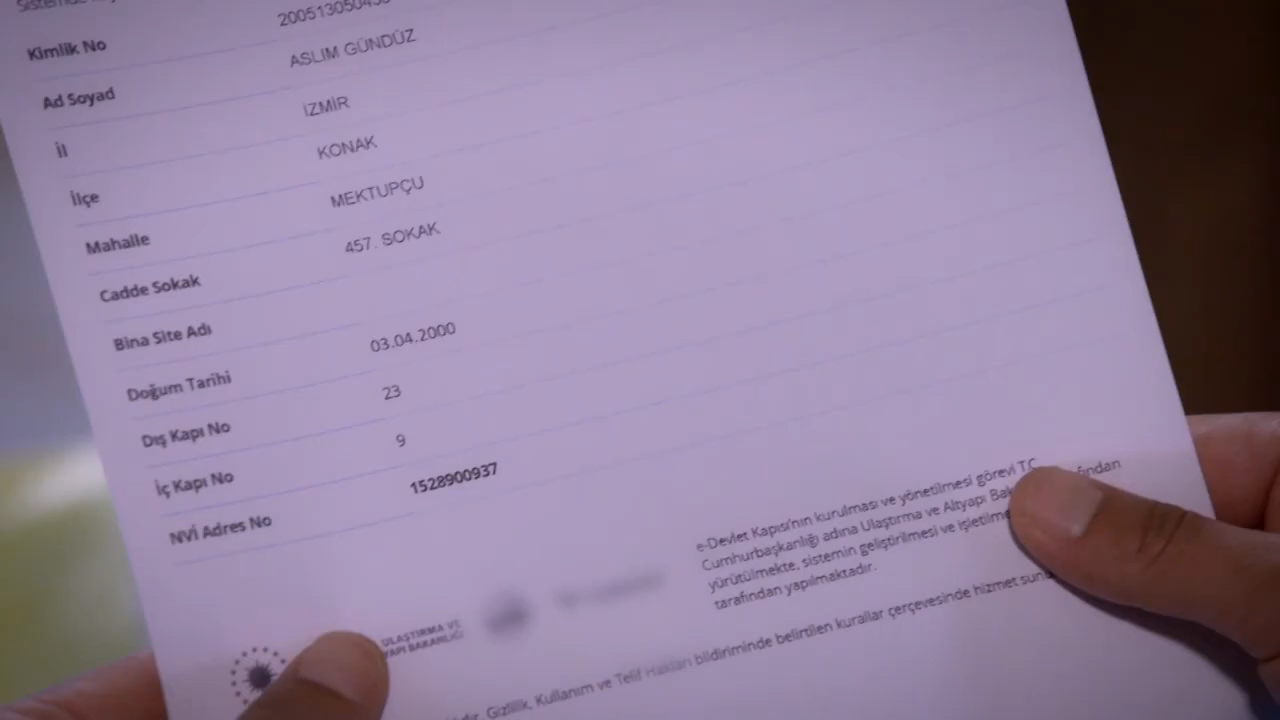 Kimlik No
Ad Soyad ASLIM GÜNDÜZ
İl İZMİR
İlçe KONAK
Mahalle MEKTUPÇU
Cadde Sokak 457. SOKAK
Bina Site Adı
Doğum Tarihi 03.04.2000
Dış Kapı No 23
İç Kapı No 9
NVİ Adres No 1528900937
e-Devlet Kapısı'nın kurulması ve yönetilmesi görevi T.C.
Cumhurbaşkanlığı adına Ulaştırma ve Altyapı
yürütülmekte, sistemin geliştirilmesi ve
tarafından yapılmaktadır.
ULAŞTIRMA VE
BAKANLIĞI
Gizlilik, Kullanım ve Telif Hakları bildiriminde belirtilen kurallar çerçevesinde hizmet